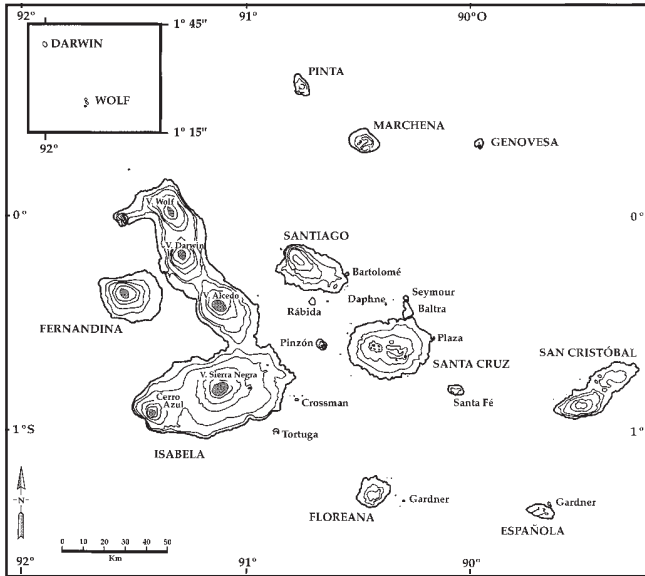 92°
91°
90°O
1° 45"
DARWIN
WOLF
1° 15"
92°
PINTA
MARCHENA
GENOVESA
0°
0°
V. Wolf
V. Darwin
V. Alcedo
FERNANDINA
SANTIAGO
Bartolomé
Rábida
Daphne
Seymour
Baltra
Pinzón
Plaza
SANTA CRUZ
SAN CRISTÓBAL
V. Sierra Negra
Cerro
Azul
Crossman
Santa Fé
1°S
1°
Tortuga
ISABELA
N
Gardner
FLOREANA
Gardner
ESPAÑOLA
0 10 20 30 40 50
Km
92°
91°
90°